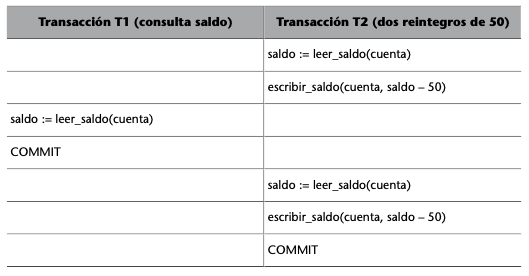 Transacción T1 (consulta saldo) Transacción T2 (dos reintegros de 50)
saldo := leer_saldo(cuenta)
escribir_saldo(cuenta, saldo – 50)
saldo := leer_saldo(cuenta)
COMMIT
saldo := leer_saldo(cuenta)
escribir_saldo(cuenta, saldo – 50)
COMMIT